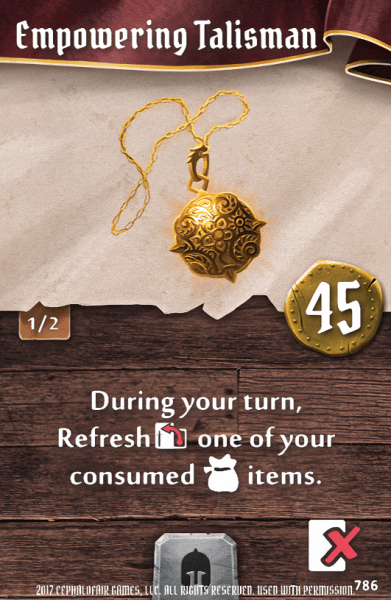 Empowering Talisman
45
1/2
During your turn,
Refresh one of your
consumed items.
2017 CEPHALOFAIR GAMES, LLC. ALL RIGHTS RESERVED. USED WITH PERMISSION.
786